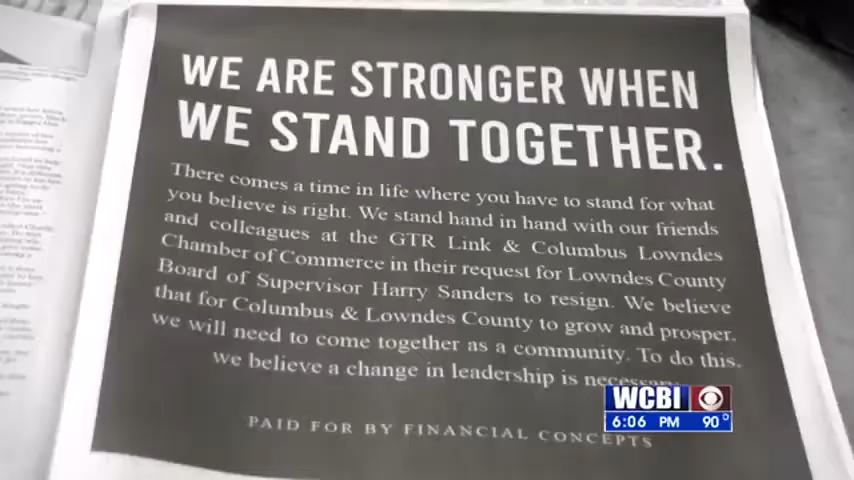 WE ARE STRONGER WHEN
WE STAND TOGETHER.
There comes a time in life where you have to stand for what
you believe is right. We stand hand in hand with our friends
and colleagues at the GTR Link & Columbus Lowndes
Chamber of Commerce in their request for Lowndes County
Board of Supervisor Harry Sanders to resign. We believe
that for Columbus & Lowndes County to grow and prosper.
we will need to come together as a community. To do this.
we believe a change in leadership is necessary
PAID FOR BY FINANCIAL CONCEPTS
WCBI
6:06 PM 90°